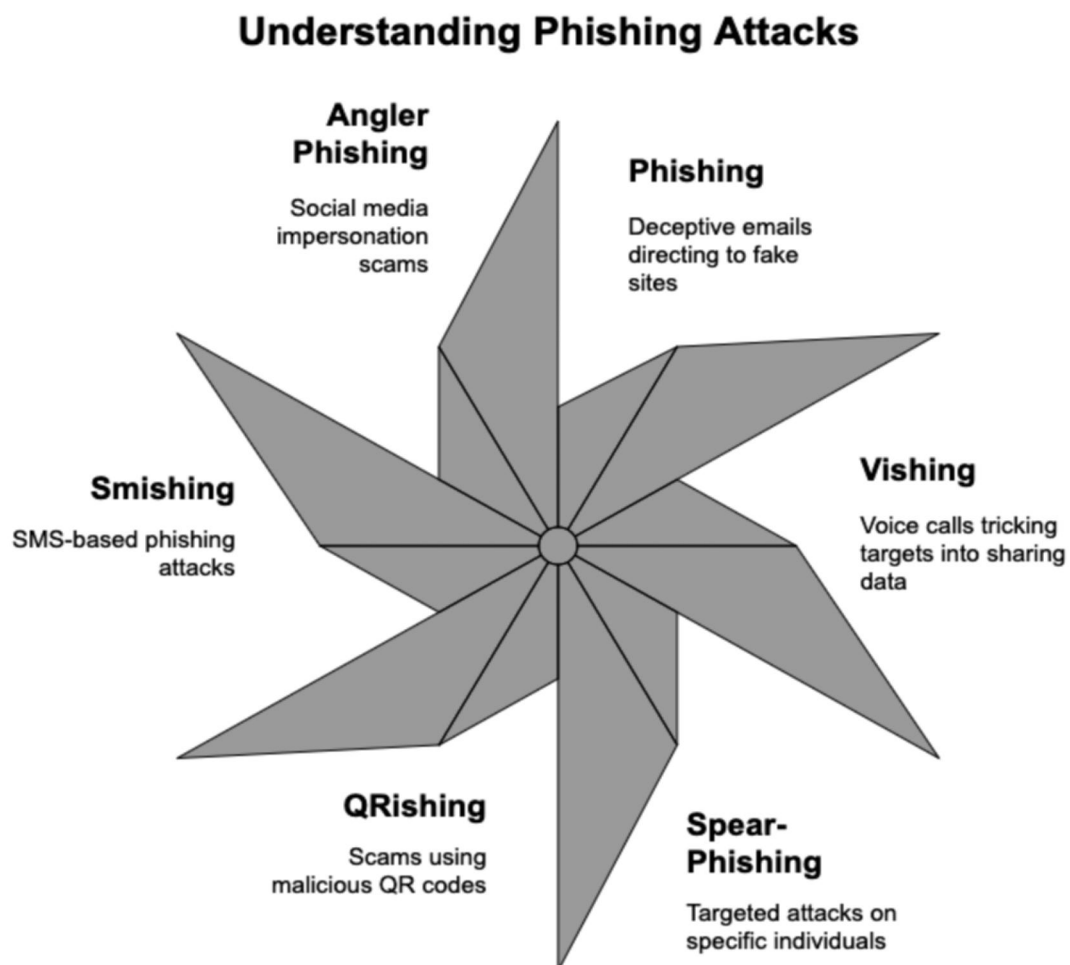 Understanding Phishing Attacks
Angler
Phishing
Social media
impersonation
scams
Phishing
Deceptive emails
directing to fake
sites
Vishing
Voice calls tricking
targets into sharing
data
Smishing
SMS-based phishing
attacks
QRishing
Scams using
malicious QR codes
Spear-
Phishing
Targeted attacks on
specific individuals